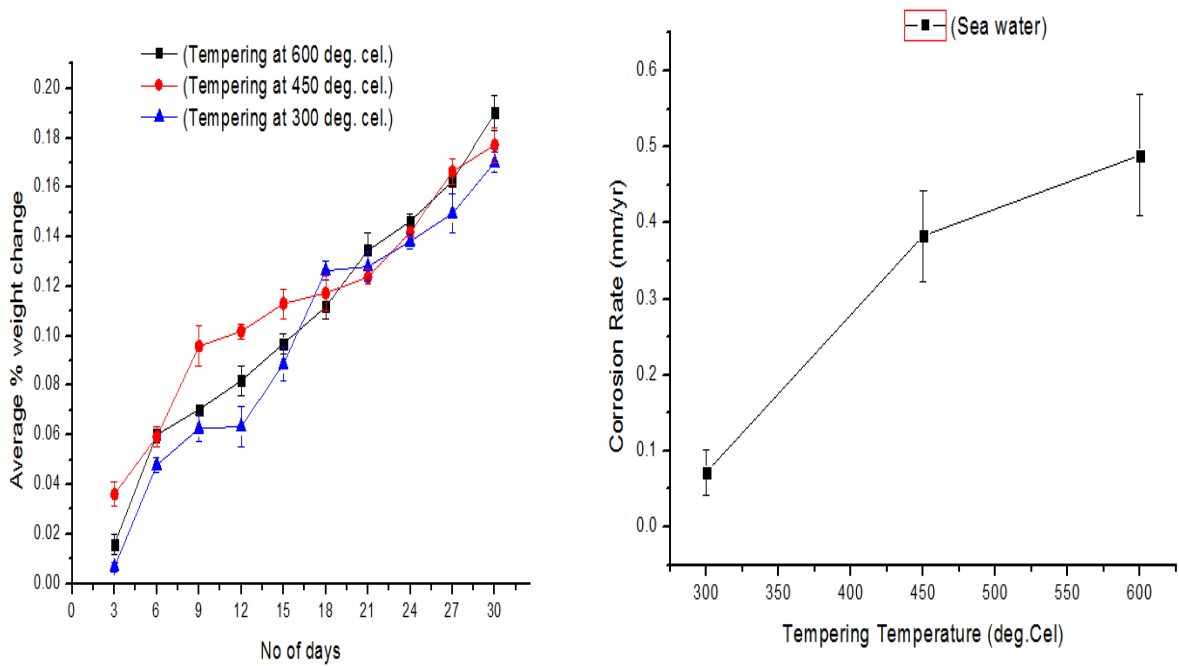 (Tempering at 600 deg. cel.)
(Tempering at 450 deg. cel.)
(Tempering at 300 deg. cel.)
Average % weight change
0.20
0.18
0.16
0.14
0.12
0.10
0.08
0.06
0.04
0.02
0.00
0 3 6 9 12 15 18 21 24 27 30
No of days
(Sea water)
Corrosion Rate (mm/yr)
0.6
0.5
0.4
0.3
0.2
0.1
0.0
300 350 400 450 500 550 600
Tempering Temperature (deg.Cel)